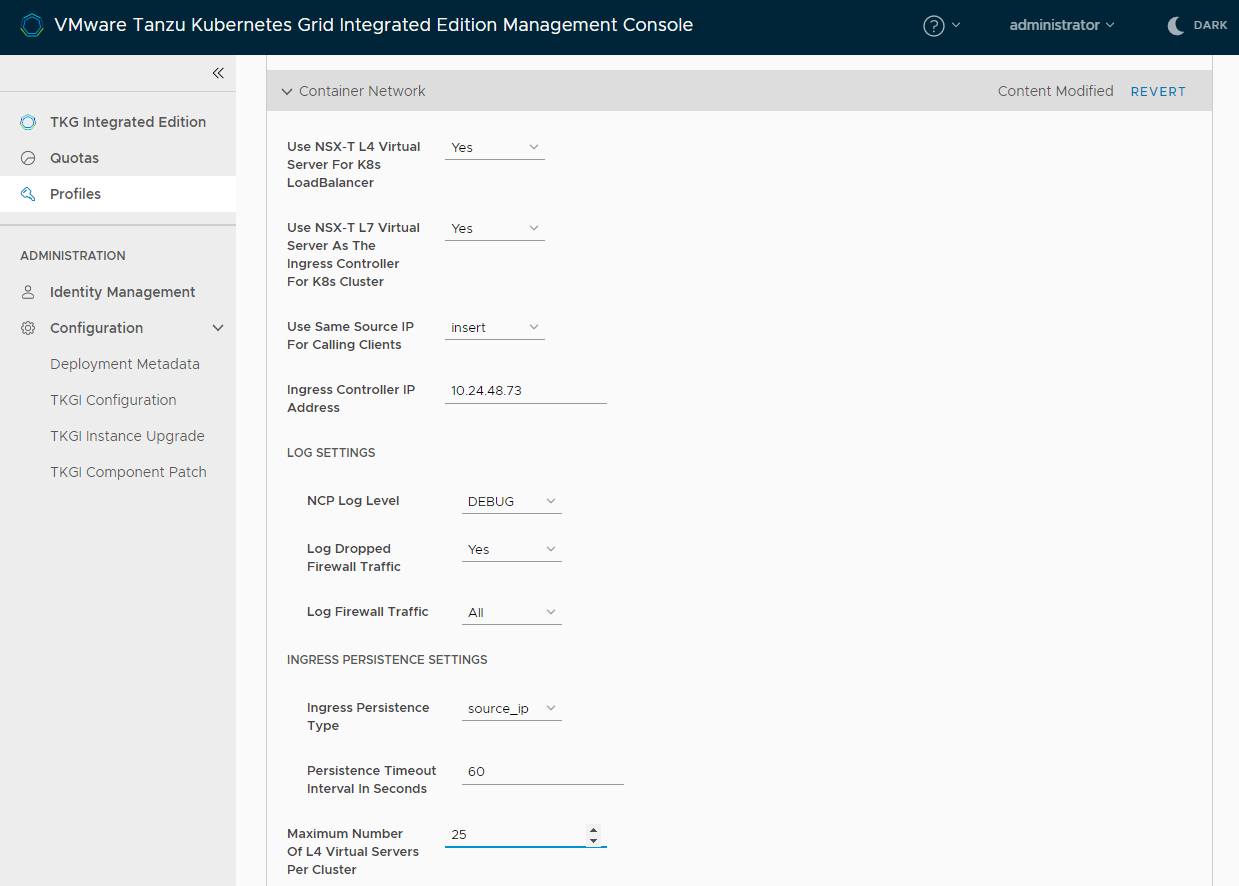 VMware Tanzu Kubernetes Grid Integrated Edition Management Console
administrator
DARK
TKG Integrated Edition
Quotas
Profiles
ADMINISTRATION
Identity Management
Configuration
Deployment Metadata
TKGI Configuration
TKGI Instance Upgrade
TKGI Component Patch
Container Network
Content Modified
REVERT
Use NSX-T L4 Virtual
Server For K8s
LoadBalancer
Yes
Use NSX-T L7 Virtual
Server As The
Ingress Controller
For K8s Cluster
Yes
Use Same Source IP
For Calling Clients
insert
Ingress Controller IP
Address
10.24.48.73
LOG SETTINGS
NCP Log Level
DEBUG
Log Dropped
Firewall Traffic
Yes
Log Firewall Traffic
All
INGRESS PERSISTENCE SETTINGS
Ingress Persistence
Type
source_ip
Persistence Timeout
Interval In Seconds
60
Maximum Number
Of L4 Virtual Servers
Per Cluster
25